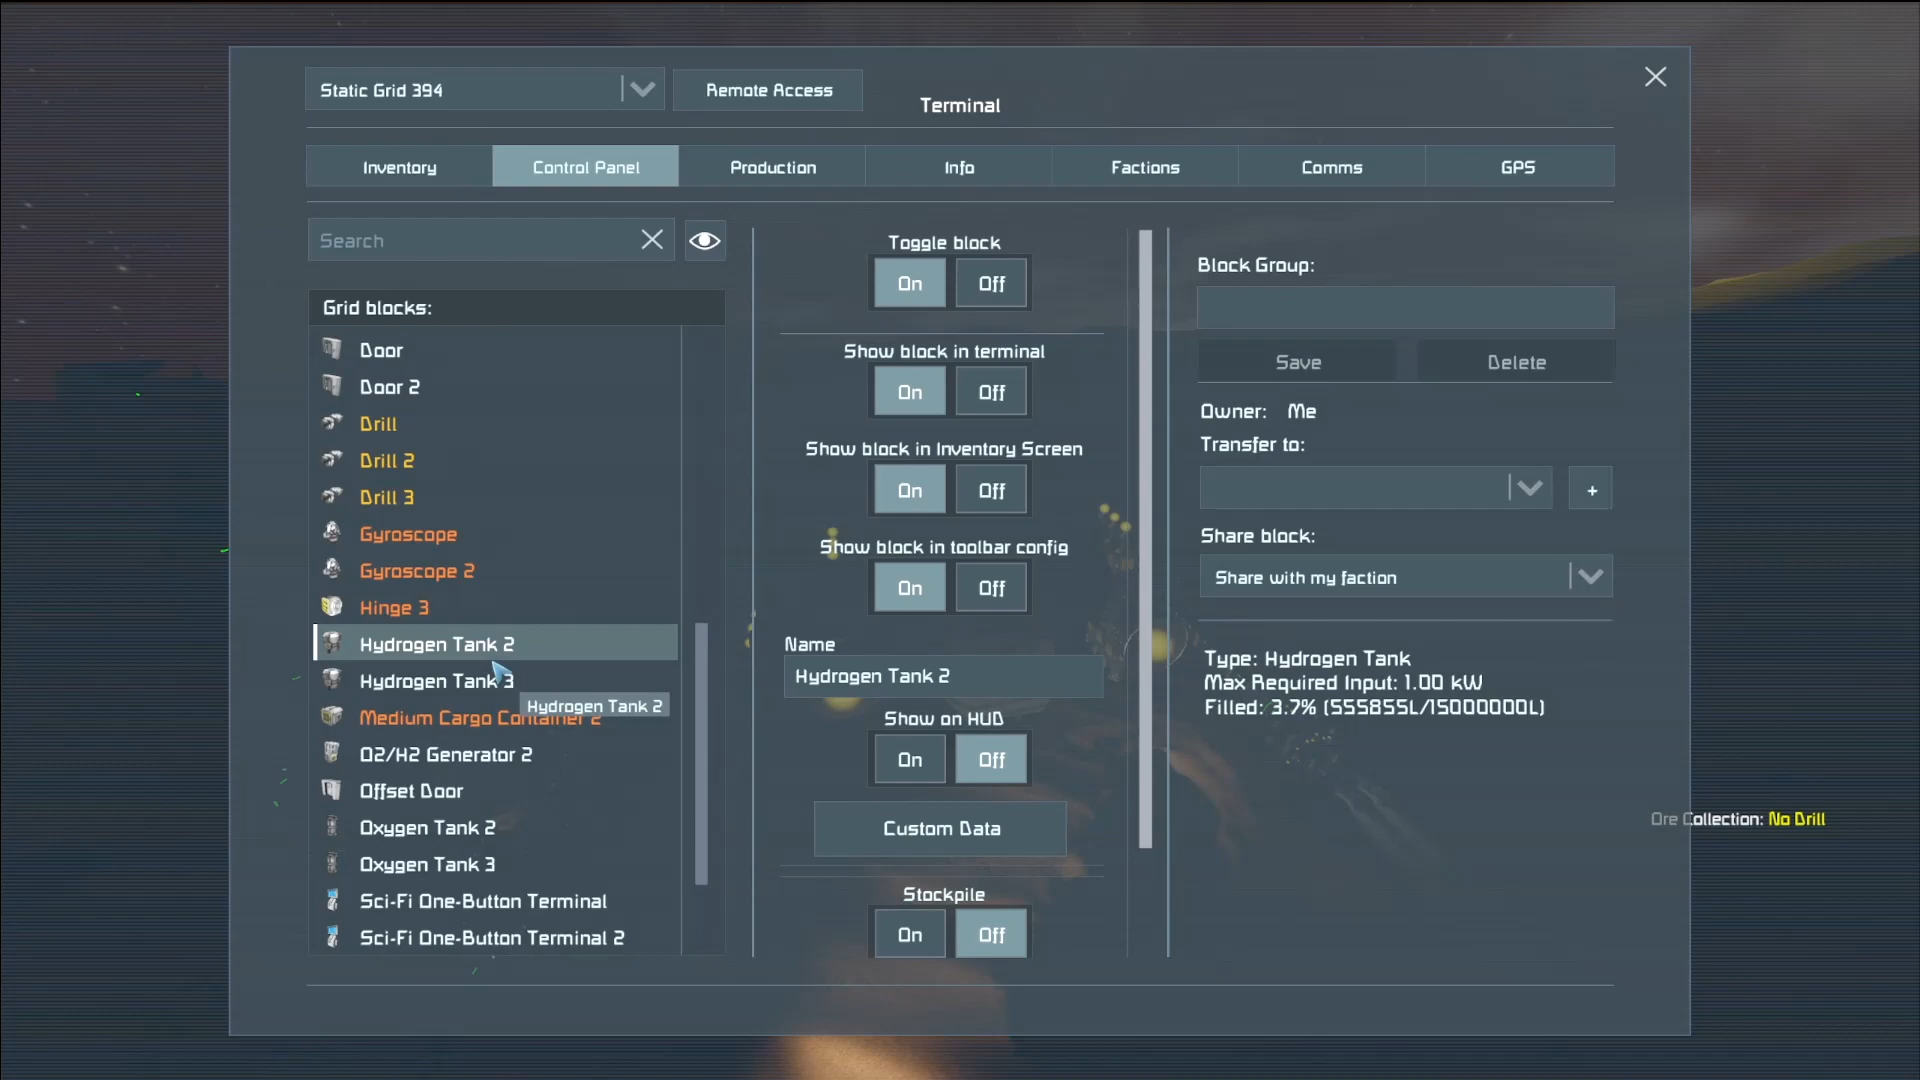 Static Grid 394
Remote Access
Terminal
Inventory
Control Panel
Production
Info
Factions
Comms
GPS
Search
Grid blocks:
Door
Door 2
Drill
Drill 2
Drill 3
Gyroscope
Gyroscope 2
Hinge 3
Hydrogen Tank 2
Hydrogen Tank 3
Hydrogen Tank 2
Medium Cargo Container 2
O2/H2 Generator 2
Offset Door
Oxygen Tank 2
Oxygen Tank 3
Sci-Fi One-Button Terminal
Sci-Fi One-Button Terminal 2
Toggle block
On Off
Show block in terminal
On Off
Show block in Inventory Screen
On Off
Show block in toolbar config
On Off
Name
Hydrogen Tank 2
Show on HUD
On Off
Custom Data
Stockpile
On Off
Block Group:
Save
Delete
Owner: Me
Transfer to:
+
Share block:
Share with my faction
Type: Hydrogen Tank
Max Required Input: 1.00 kW
Filled: 3.7% (555855L/15000000L)
Ore Collection: No Drill